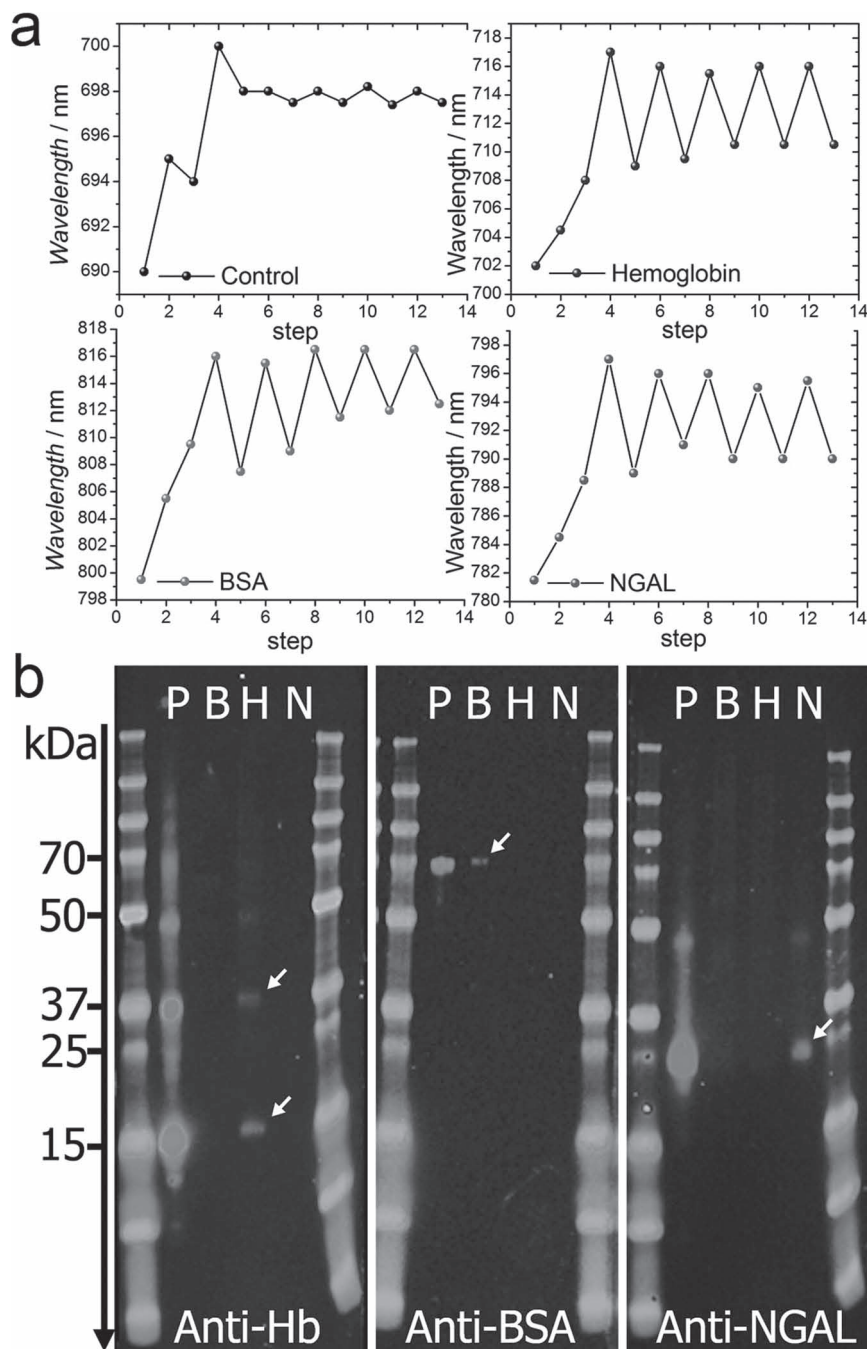 a
Wavelength / nm
700
698
696
694
692
690
0 2 4 6 8 10 12 14
step
Control
Wavelength / nm
718
716
714
712
710
708
706
704
702
700
0 2 4 6 8 10 12 14
step
Hemoglobin
Wavelength / nm
818
816
814
812
810
808
806
804
802
800
798
0 2 4 6 8 10 12 14
step
BSA
Wavelength / nm
798
796
794
792
790
788
786
784
782
780
0 2 4 6 8 10 12 14
step
NGAL
b
kDa
70
50
37
25
15
P B H N
Anti-Hb
P B H N
Anti-BSA
P B H N
Anti-NGAL